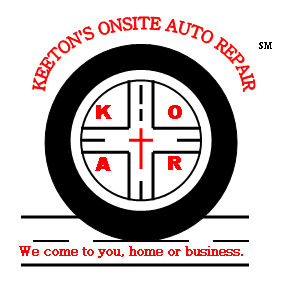 KEETON'S ONSITE AUTO REPAIR SM
K O
A R
We come to you, home or business.